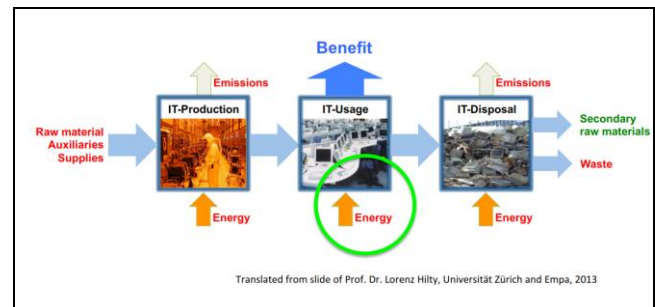 Benefit
Emissions
Emissions
IT-Production
IT-Usage
IT-Disposal
Raw material
Auxiliaries
Supplies
Secondary
raw materials
Waste
Energy
Energy
Energy
Translated from slide of Prof. Dr. Lorenz Hilty, Universität Zürich and Empa, 2013